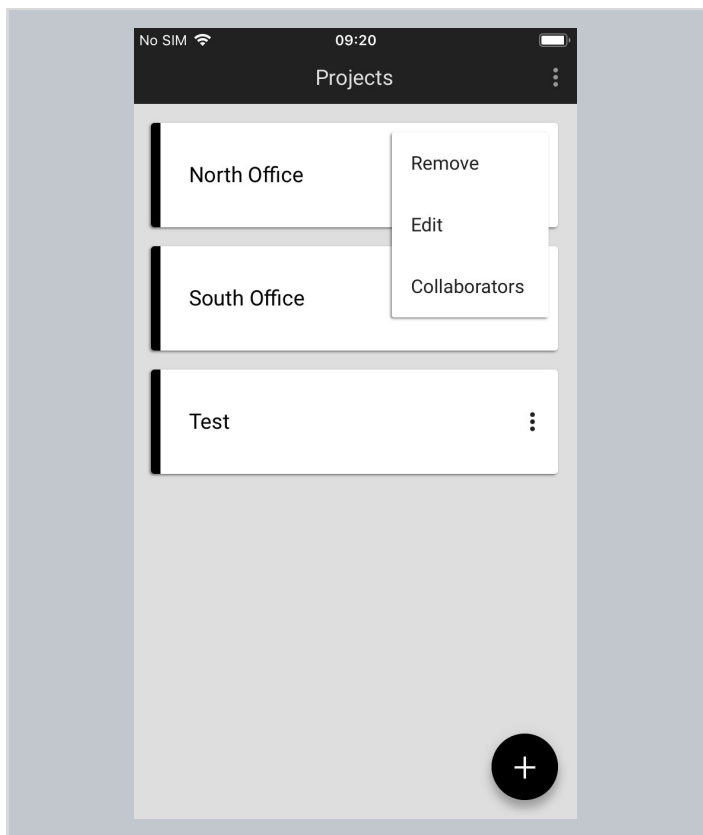 No SIM 09:20
Projects
North Office
Remove
Edit
Collaborators
South Office
Test